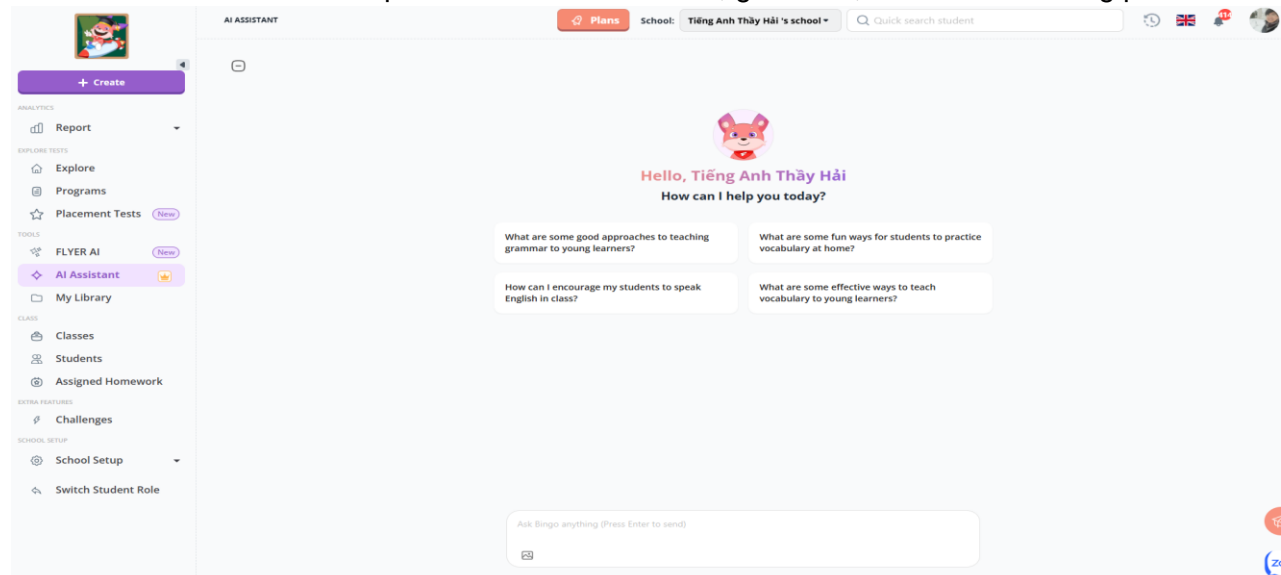 AI ASSISTANT
Plans
School: Tiếng Anh Thầy Hải 's school
Quick search student
+ Create
ANALYTICS
Report
EXPLORE TESTS
Explore
Programs
Placement Tests New
TOOLS
FLYER AI New
AI Assistant
My Library
CLASS
Classes
Students
Assigned Homework
EXTRA FEATURES
Challenges
SCHOOL SETUP
School Setup
Switch Student Role
Hello, Tiếng Anh Thầy Hải
How can I help you today?
What are some good approaches to teaching
grammar to young learners?
What are some fun ways for students to practice
vocabulary at home?
How can I encourage my students to speak
English in class?
What are some effective ways to teach
vocabulary to young learners?
Ask Bingo anything (Press Enter to send)